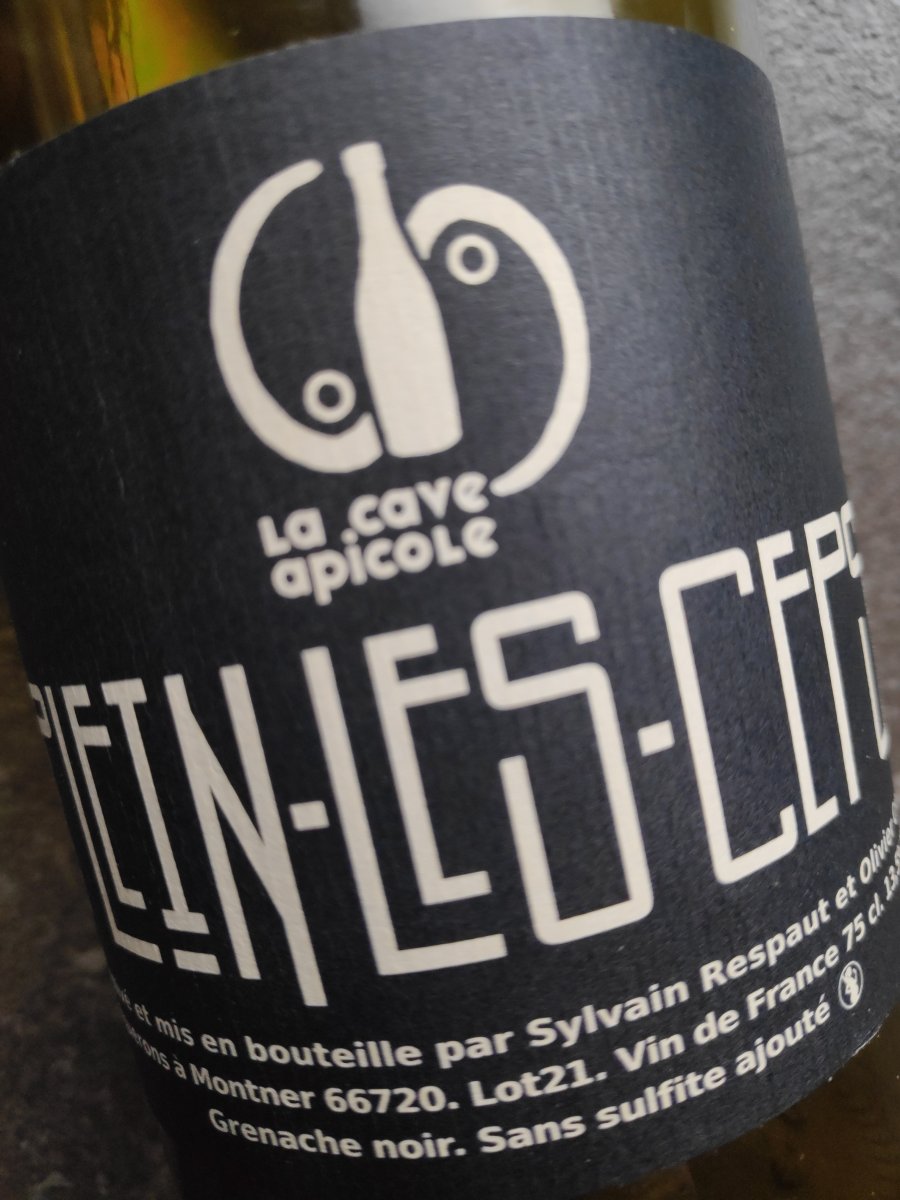 La cave
apicole
PLEIN-LES-CEPS
et mis en bouteille par Sylvain Respaut et Olivier
à Montner 66720. Lot21. Vin de France 75 cl.
Grenache noir. Sans sulfite ajouté